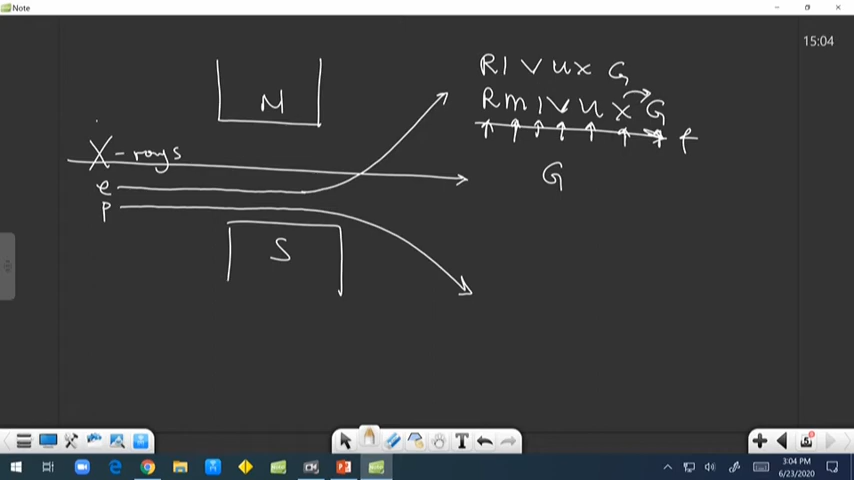 Note
15:04
R I V U X G
N
R m I V U X G
f
X-rays
e
G
p
S
3:04 PM
6/23/2020